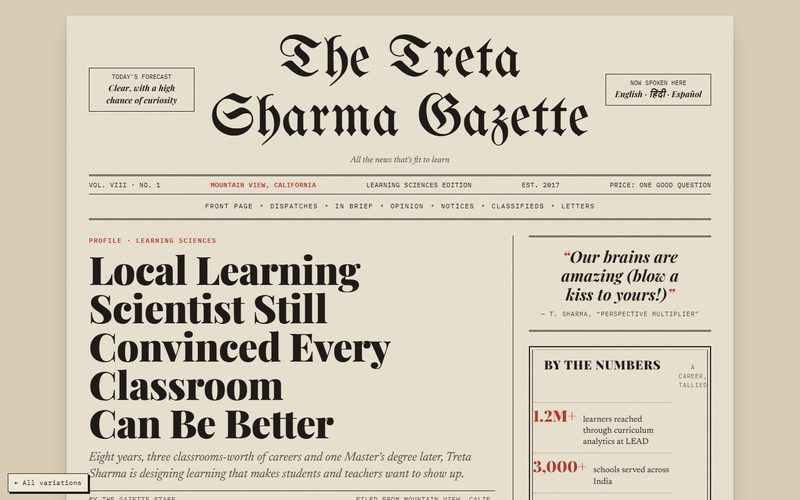 The Treta
Sharma Gazette
TODAY'S FORECAST
Clear, with a high
chance of curiosity
NOW SPOKEN HERE
English · हिंदी · Español
All the news that's fit to learn
VOL. VIII · NO. 1
MOUNTAIN VIEW, CALIFORNIA
LEARNING SCIENCES EDITION
EST. 2017
PRICE: ONE GOOD QUESTION
FRONT PAGE • DISPATCHES • IN BRIEF • OPINION • NOTICES • CLASSIFIEDS • LETTERS
PROFILE · LEARNING SCIENCES
Local Learning
Scientist Still
Convinced Every
Classroom
Can Be Better
Eight years, three classrooms-worth of careers and one Master's degree later, Treta
Sharma is designing learning that makes students and teachers want to show up.
BY THE GAZETTE STAFF
FILED FROM MOUNTAIN VIEW, CALIF.
“Our brains are
amazing (blow a
kiss to yours!)”
— T. SHARMA, “PERSPECTIVE MULTIPLIER”
BY THE NUMBERS
A
CAREER,
TALLIED
1.2M+ learners reached
through curriculum
analytics at LEAD
3,000+ schools served across
India
← All variations